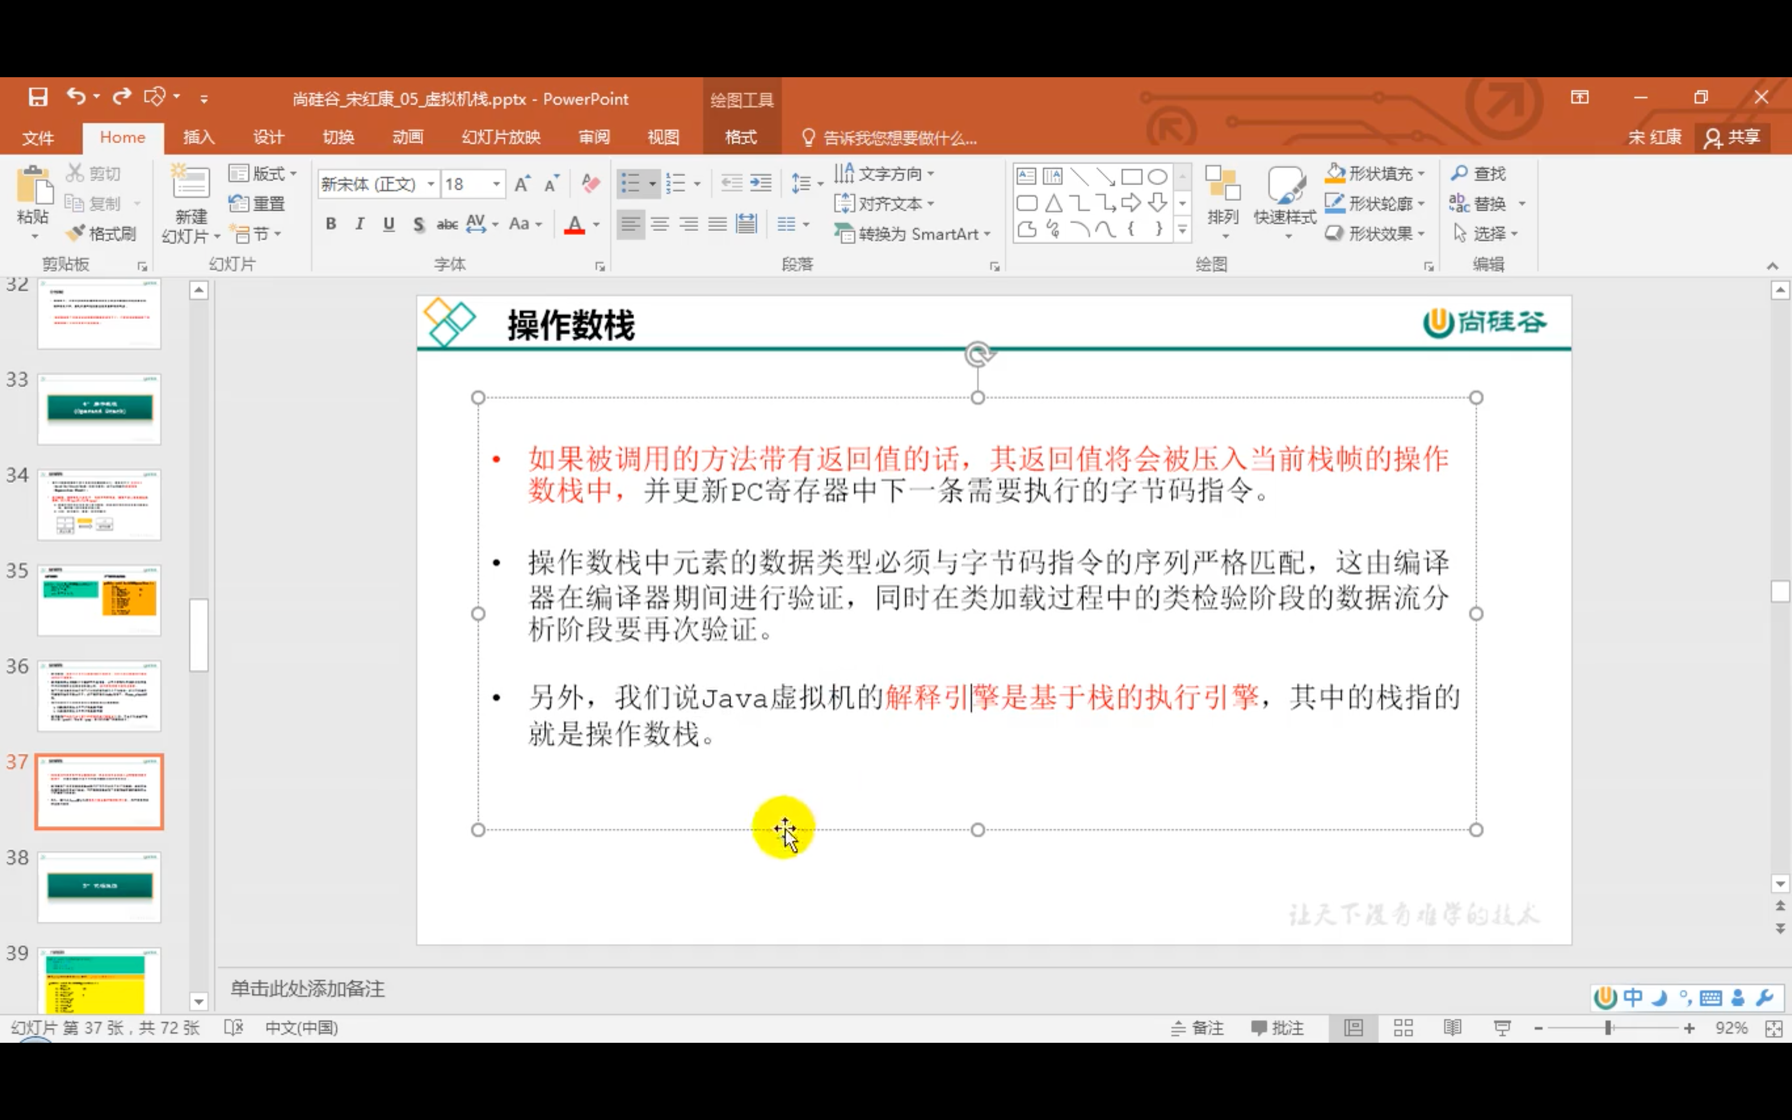 尚硅谷_宋红康_05_虚拟机栈.pptx - PowerPoint
绘图工具
文件 Home 插入 设计 切换 动画 幻灯片放映 审阅 视图 格式 告诉我您想要做什么... 宋 红康 共享
剪切
复制
格式刷
粘贴
剪贴板
新建
幻灯片
版式
重置
节
幻灯片
新宋体 (正文) 18
B I U S abc AV Aa A
字体
文字方向
对齐文本
转换为 SmartArt
段落
排列
快速样式
形状填充
形状轮廓
形状效果
绘图
查找
替换
选择
编辑
32
33
34
35
36
37
38
39
操作数栈
尚硅谷
• 如果被调用的方法带有返回值的话，其返回值将会被压入当前栈帧的操作
数栈中，并更新PC寄存器中下一条需要执行的字节码指令。
• 操作数栈中元素的数据类型必须与字节码指令的序列严格匹配，这由编译
器在编译器期间进行验证，同时在类加载过程中的类检验阶段的数据流分
析阶段要再次验证。
• 另外，我们说Java虚拟机的解释引擎是基于栈的执行引擎，其中的栈指的
就是操作数栈。
让天下没有难学的技术
单击此处添加备注
中
幻灯片 第 37 张，共 72 张 中文(中国) 备注 批注 92%